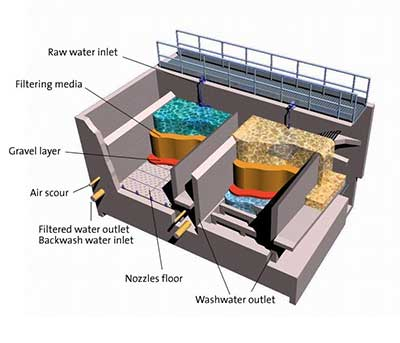 Raw water inlet
Filtering media
Gravel layer
Air scour
Filtered water outlet
Backwash water inlet
Nozzles floor
Washwater outlet